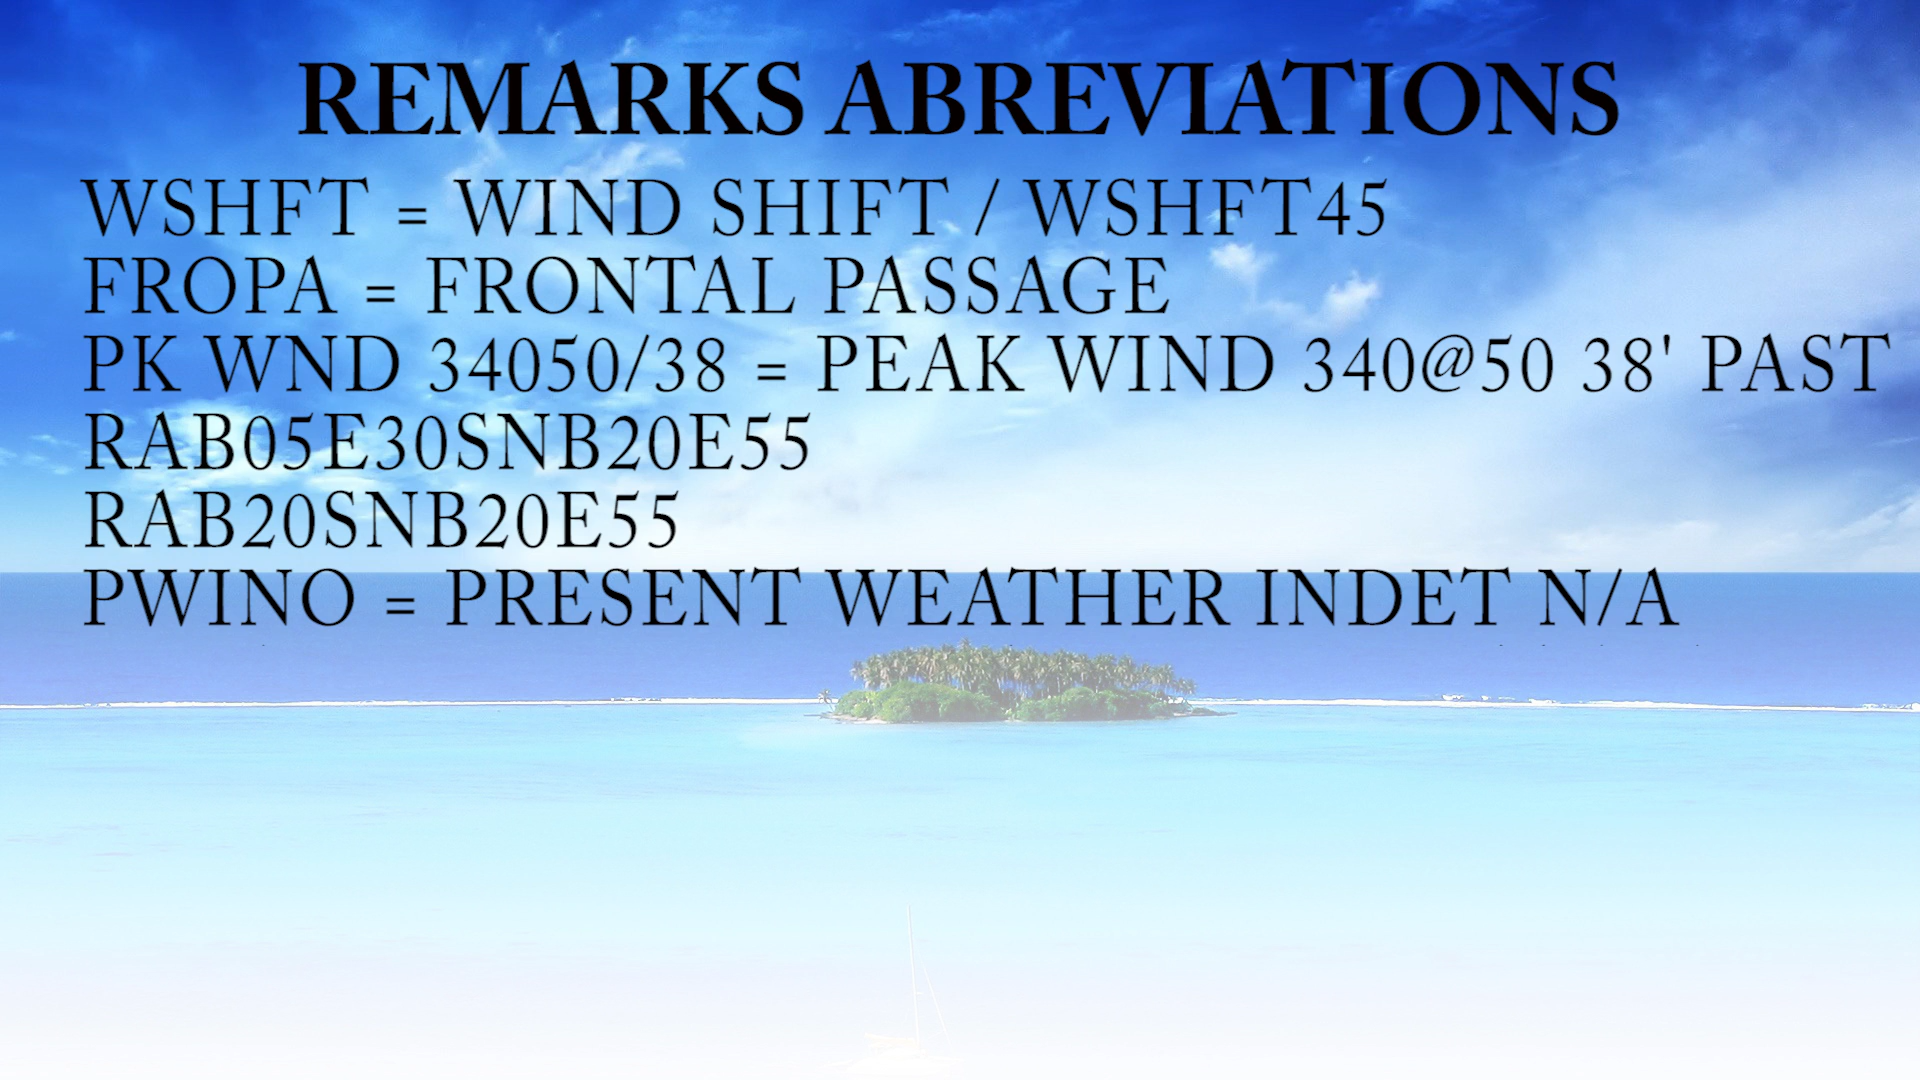 REMARKS ABREVIATIONS
WSHFT = WIND SHIFT / WSHFT45
FROPA = FRONTAL PASSAGE
PK WND 34050/38 = PEAK WIND 340@50 38' PAST
RAB05E30SNB20E55
RAB20SNB20E55
PWINO = PRESENT WEATHER INDET N/A